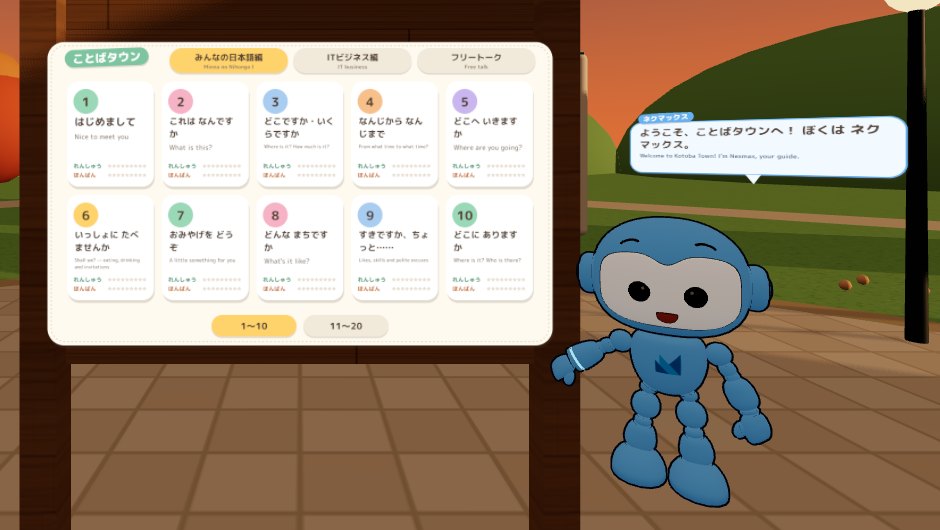 ことばタウン
みんなの日本語編
Minna no Nihongo I
ITビジネス編
IT business
フリートーク
Free talk
1
はじめまして
Nice to meet you
れんしゅう
ほんばん
2
これは なんです
か
What is this?
れんしゅう
ほんばん
3
どこですか・いく
らですか
Where is it? How much is it?
れんしゅう
ほんばん
4
なんじから なん
じまで
From what time to what time?
れんしゅう
ほんばん
5
どこへ いきます
か
Where are you going?
れんしゅう
ほんばん
6
いっしょに たべ
ませんか
Shall we? — eating, drinking
and invitations
れんしゅう
ほんばん
7
おみやげを どう
ぞ
A little something for you
れんしゅう
ほんばん
8
どんな まちです
か
What's it like?
れんしゅう
ほんばん
9
すきですか、ちょ
っと……
Likes, skills and polite excuses
れんしゅう
ほんばん
10
どこに あります
か
Where is it? Who is there?
れんしゅう
ほんばん
1〜10
11〜20
ネクマックス
ようこそ、ことばタウンへ！ ぼくは ネク
マックス。
Welcome to Kotoba Town! I'm Nexmax, your guide.